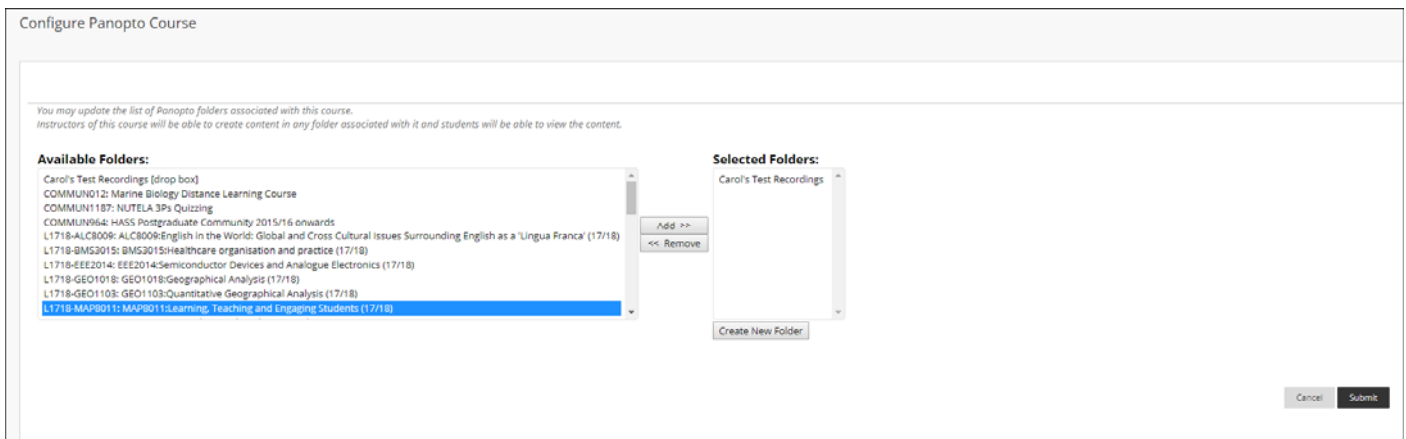 Configure Panopto Course
You may update the list of Panopto folders associated with this course.
Instructors of this course will be able to create content in any folder associated with it and students will be able to view the content.
Available Folders:
Carol's Test Recordings [drop box]
COMMUN012: Marine Biology Distance Learning Course
COMMUN1187: NUTELA 3Ps Quizzing
COMMUN964: HASS Postgraduate Community 2015/16 onwards
L1718-ALC8009: ALC8009:English in the World: Global and Cross Cultural Issues Surrounding English as a 'Lingua Franca' (17/18)
L1718-BMS3015: BMS3015:Healthcare organisation and practice (17/18)
L1718-EEE2014: EEE2014:Semiconductor Devices and Analogue Electronics (17/18)
L1718-GEO1018: GEO1018:Geographical Analysis (17/18)
L1718-GEO1103: GEO1103:Quantitative Geographical Analysis (17/18)
L1718-MAP8011: MAP8011:Learning, Teaching and Engaging Students (17/18)
Add >>
<< Remove
Selected Folders:
Carol's Test Recordings
Create New Folder
Cancel
Submit